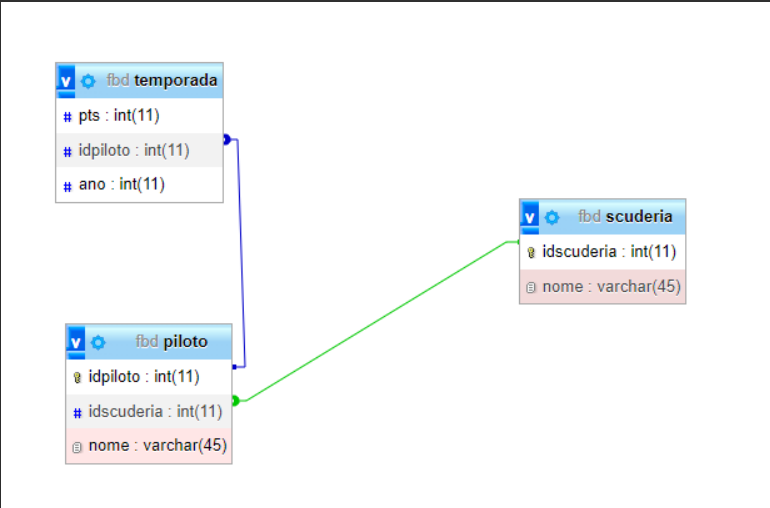 v fbd temporada
# pts : int(11)
# idpiloto : int(11)
# ano : int(11)
v fbd scuderia
idscuderia : int(11)
nome : varchar(45)
v fbd piloto
idpiloto : int(11)
# idscuderia : int(11)
nome : varchar(45)